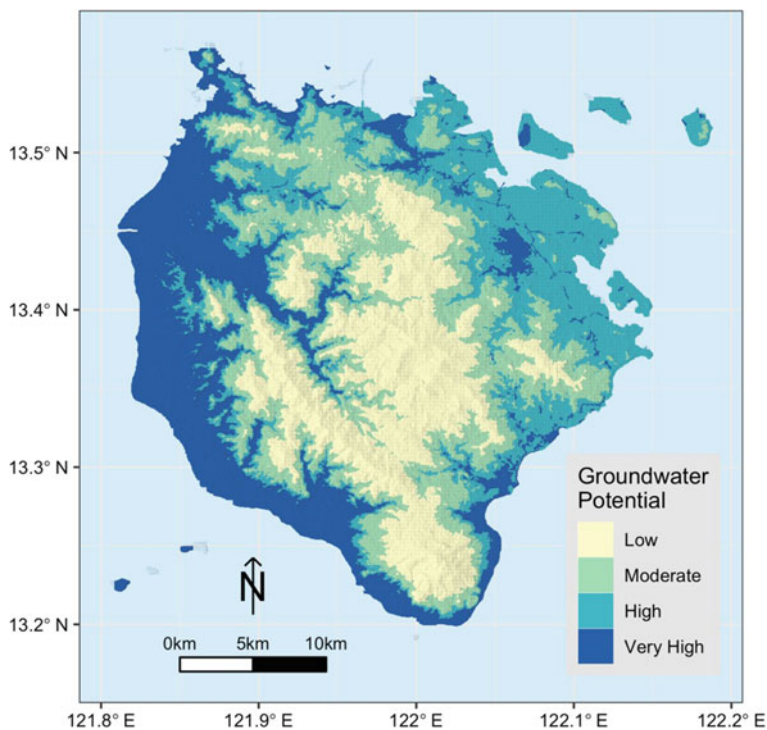 13.5° N
13.4° N
13.3° N
13.2° N
Groundwater
Potential
Low
Moderate
High
Very High
N
0km 5km 10km
121.8° E 121.9° E 122° E 122.1° E 122.2° E